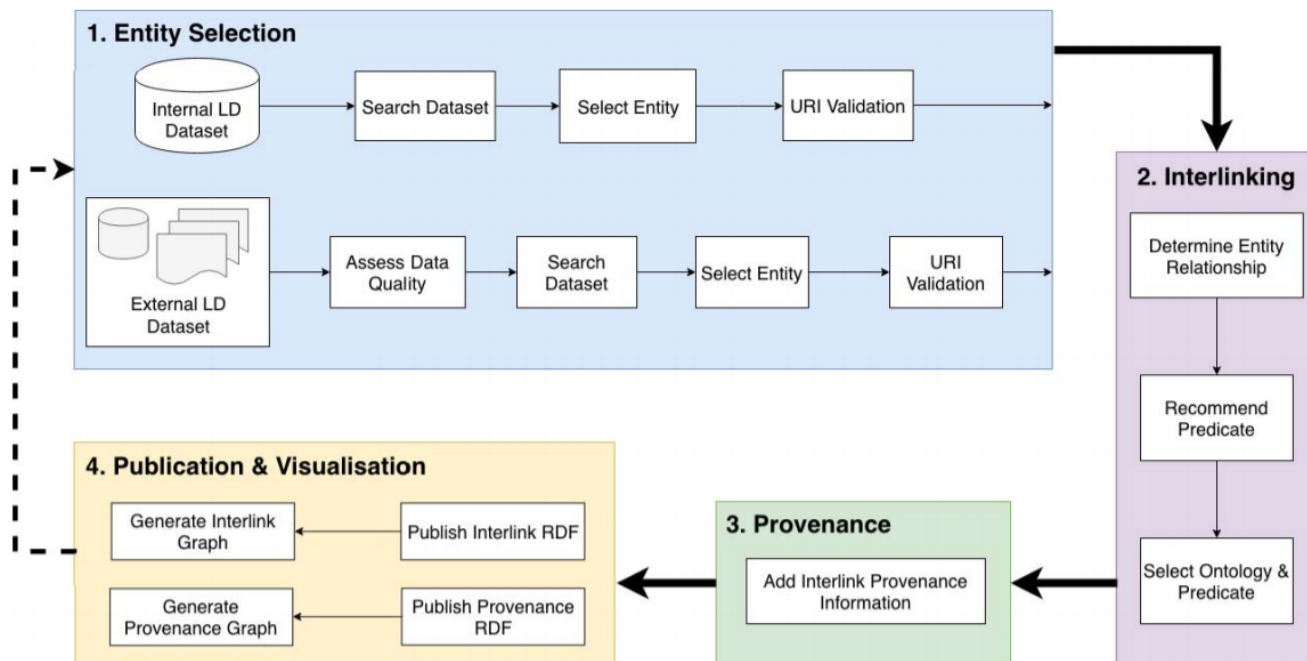 1. Entity Selection
Internal LD
Dataset
Search Dataset
Select Entity
URI Validation
External LD
Dataset
Assess Data
Quality
Search
Dataset
Select Entity
URI
Validation
2. Interlinking
Determine Entity
Relationship
Recommend
Predicate
Select Ontology &
Predicate
3. Provenance
Add Interlink Provenance
Information
4. Publication & Visualisation
Generate Interlink
Graph
Publish Interlink RDF
Generate
Provenance Graph
Publish Provenance
RDF